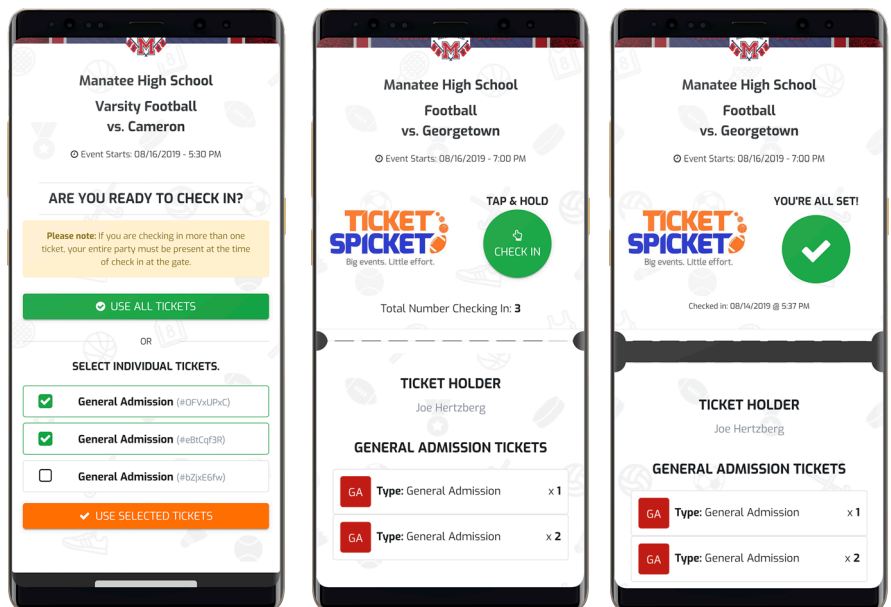 M
Manatee High School
Varsity Football
vs. Cameron
Event Starts: 08/16/2019 - 5:30 PM
ARE YOU READY TO CHECK IN?
Please note: If you are checking in more than one
ticket, your entire party must be present at the time
of check in at the gate.
USE ALL TICKETS
OR
SELECT INDIVIDUAL TICKETS.
General Admission (#OFVxUPxC)
General Admission (#eBtCqf3R)
General Admission (#bZjxE6fw)
USE SELECTED TICKETS
M
Manatee High School
Football
vs. Georgetown
Event Starts: 08/16/2019 - 7:00 PM
TICKET
SPICKET
Big events. Little effort.
TAP & HOLD
CHECK IN
Total Number Checking In: 3
TICKET HOLDER
Joe Hertzberg
GENERAL ADMISSION TICKETS
GA Type: General Admission x 1
GA Type: General Admission x 2
M
Manatee High School
Football
vs. Georgetown
Event Starts: 08/16/2019 - 7:00 PM
TICKET
SPICKET
Big events. Little effort.
YOU'RE ALL SET!
Checked in: 08/14/2019 @ 5:37 PM
TICKET HOLDER
Joe Hertzberg
GENERAL ADMISSION TICKETS
GA Type: General Admission x 1
GA Type: General Admission x 2